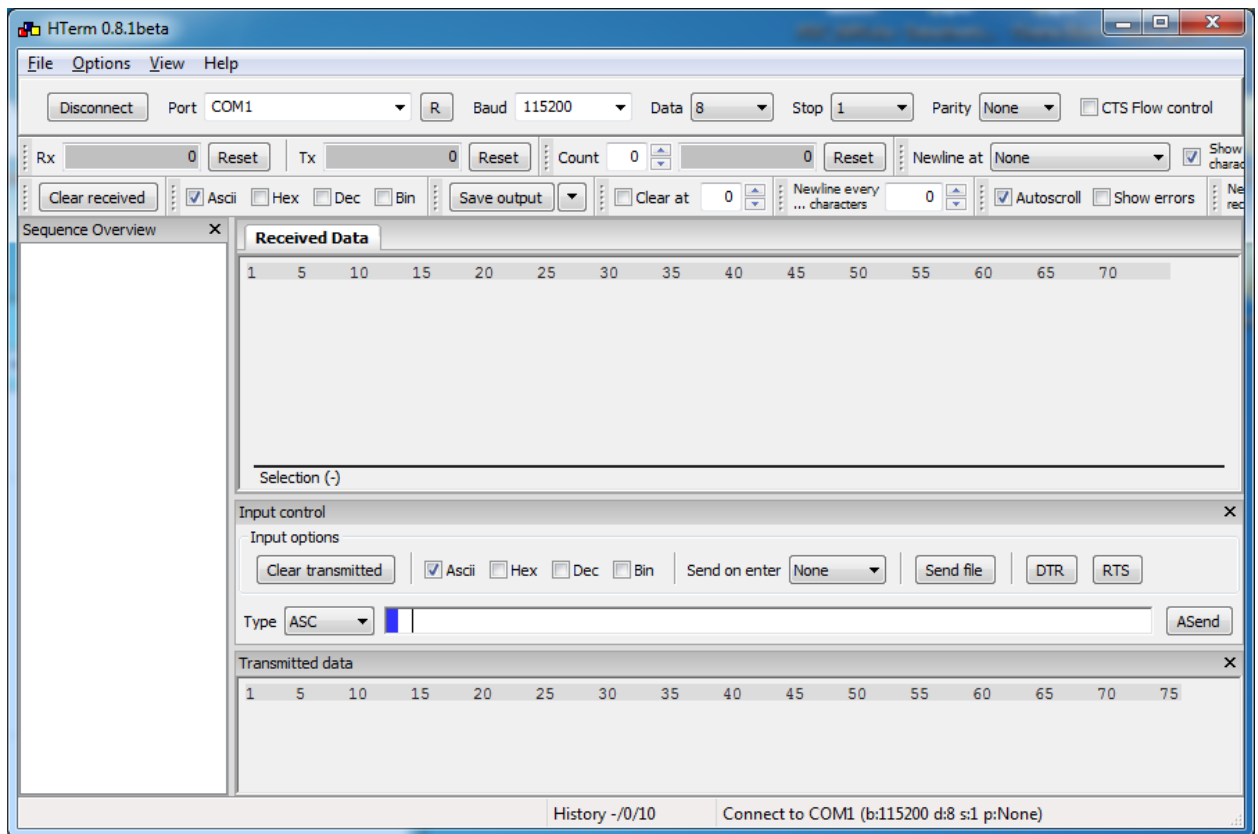 HTerm 0.8.1beta
File Options View Help
Disconnect Port COM1 R Baud 115200 Data 8 Stop 1 Parity None CTS Flow control
Rx 0 Reset Tx 0 Reset Count 0 0 Reset Newline at None Show
charac
Clear received Ascii Hex Dec Bin Save output Clear at 0 Newline every
... characters 0 Autoscroll Show errors Ne
rec
Sequence Overview
Received Data
1 5 10 15 20 25 30 35 40 45 50 55 60 65 70
Selection (-)
Input control
Input options
Clear transmitted Ascii Hex Dec Bin Send on enter None Send file DTR RTS
Type ASC ASend
Transmitted data
1 5 10 15 20 25 30 35 40 45 50 55 60 65 70 75
History -/0/10 Connect to COM1 (b:115200 d:8 s:1 p:None)